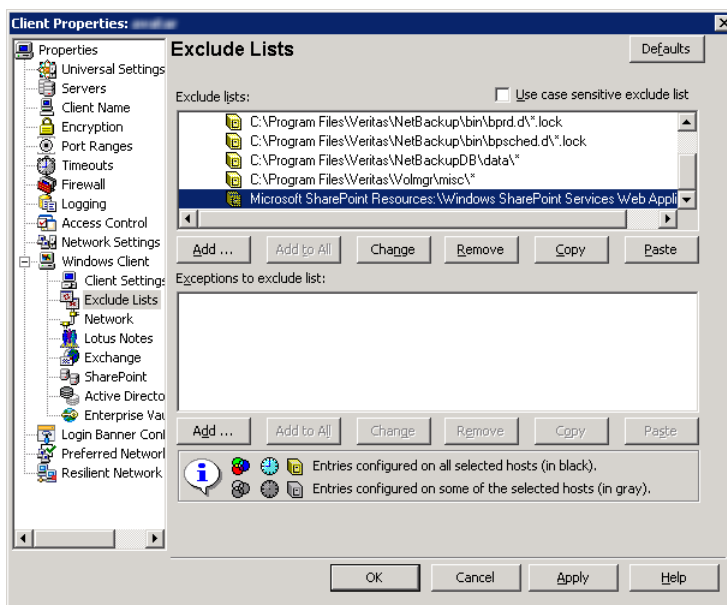 Client Properties:
Properties
Universal Settings
Servers
Client Name
Encryption
Port Ranges
Timeouts
Firewall
Logging
Access Control
Network Settings
Windows Client
Client Settings
Exclude Lists
Network
Lotus Notes
Exchange
SharePoint
Active Directo
Enterprise Vau
Login Banner Conf
Preferred Network
Resilient Network
Exclude Lists
Defaults
Exclude lists:
Use case sensitive exclude list
C:\Program Files\Veritas\NetBackup\bin\bprd.d\*.lock
C:\Program Files\Veritas\NetBackup\bin\bpsched.d\*.lock
C:\Program Files\Veritas\NetBackupDB\data\*
C:\Program Files\Veritas\Volmgr\misc\*
Microsoft SharePoint Resources:\Windows SharePoint Services Web Appli
Add ...
Add to All
Change
Remove
Copy
Paste
Exceptions to exclude list:
Add ...
Add to All
Change
Remove
Copy
Paste
Entries configured on all selected hosts (in black).
Entries configured on some of the selected hosts (in gray).
OK
Cancel
Apply
Help